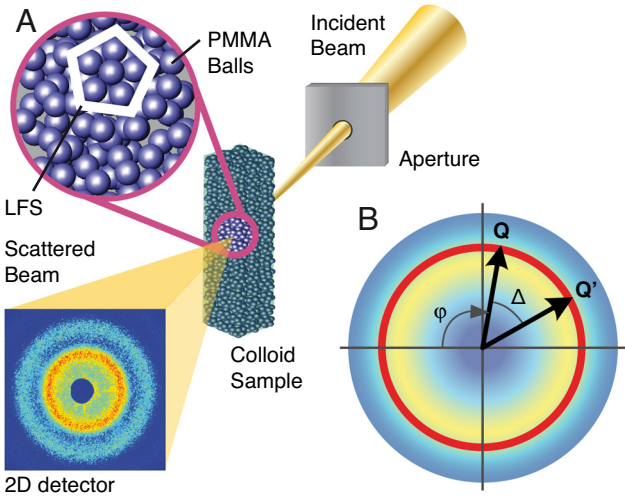 A
PMMA
Balls
LFS
Incident
Beam
Aperture
Scattered
Beam
Colloid
Sample
2D detector
B
Q
Q'
Δ
φ